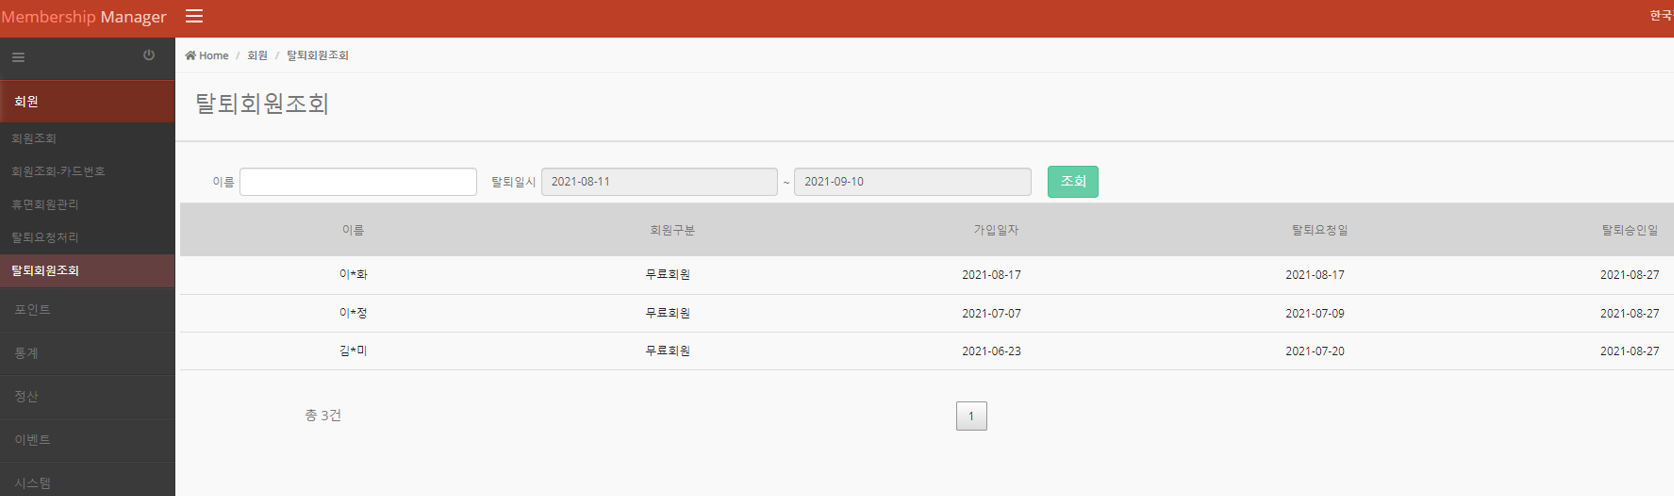 Membership Manager
한국
Home / 회원 / 탈퇴회원조회
회원
회원조회
회원조회-카드번호
휴면회원관리
탈퇴요청처리
탈퇴회원조회
포인트
통계
정산
이벤트
시스템
탈퇴회원조회
이름 탈퇴일시 2021-08-11 ~ 2021-09-10 조회
이름 회원구분 가입일자 탈퇴요청일 탈퇴승인일
이*화 무료회원 2021-08-17 2021-08-17 2021-08-27
이*정 무료회원 2021-07-07 2021-07-09 2021-08-27
김*미 무료회원 2021-06-23 2021-07-20 2021-08-27
총 3건 1